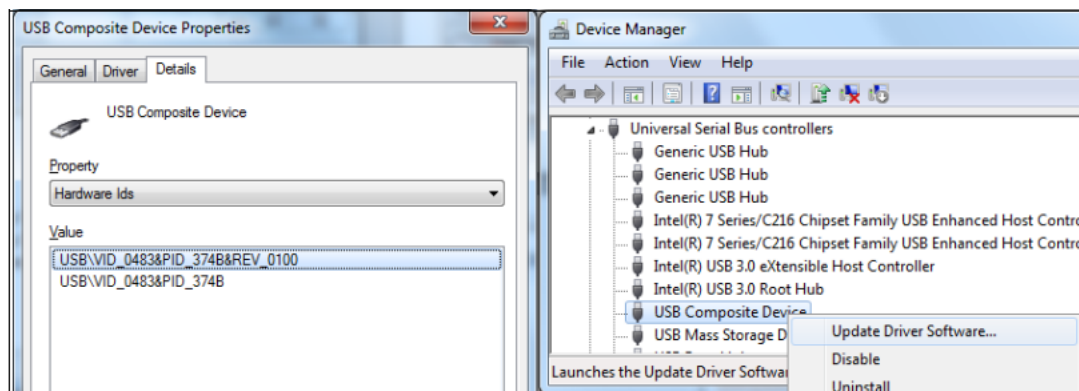 USB Composite Device Properties
General
Driver
Details
USB Composite Device
Property
Hardware Ids
Value
USB\VID_0483&PID_374B&REV_0100
USB\VID_0483&PID_374B
Device Manager
File Action View Help
Universal Serial Bus controllers
Generic USB Hub
Generic USB Hub
Generic USB Hub
Intel(R) 7 Series/C216 Chipset Family USB Enhanced Host Contro
Intel(R) 7 Series/C216 Chipset Family USB Enhanced Host Contro
Intel(R) USB 3.0 eXtensible Host Controller
Intel(R) USB 3.0 Root Hub
USB Composite Device
USB Mass Storage D
Launches the Update Driver Softwar
Update Driver Software...
Disable
Uninstall